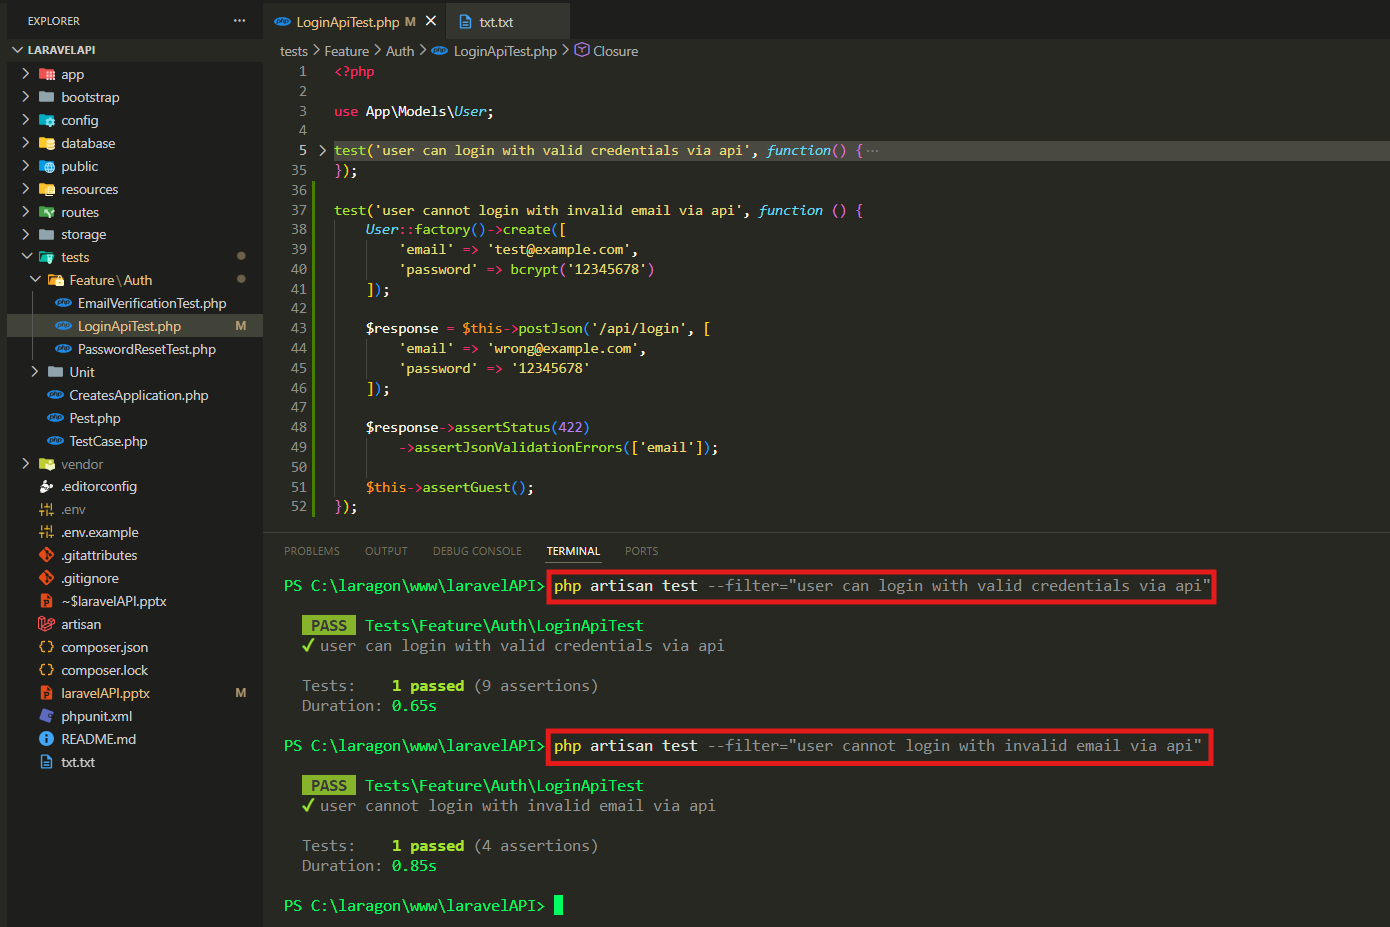 EXPLORER ···
LARAVELAPI
app
bootstrap
config
database
public
resources
routes
storage
tests
Feature\Auth
EmailVerificationTest.php
LoginApiTest.php M
PasswordResetTest.php
Unit
CreatesApplication.php
Pest.php
TestCase.php
vendor
.editorconfig
.env
.env.example
.gitattributes
.gitignore
~$laravelAPI.pptx
artisan
composer.json
composer.lock
laravelAPI.pptx M
phpunit.xml
README.md
txt.txt
LoginApiTest.php M
txt.txt
tests > Feature > Auth > LoginApiTest.php > Closure
1 <?php
2
3 use App\Models\User;
4
5 test('user can login with valid credentials via api', function() { ···
35 });
36
37 test('user cannot login with invalid email via api', function () {
38 User::factory()->create([
39 'email' => 'test@example.com',
40 'password' => bcrypt('12345678')
41 ]);
42
43 $response = $this->postJson('/api/login', [
44 'email' => 'wrong@example.com',
45 'password' => '12345678'
46 ]);
47
48 $response->assertStatus(422)
49 ->assertJsonValidationErrors(['email']);
50
51 $this->assertGuest();
52 });
PROBLEMS OUTPUT DEBUG CONSOLE TERMINAL PORTS
PS C:\laragon\www\laravelAPI> php artisan test --filter="user can login with valid credentials via api"
PASS Tests\Feature\Auth\LoginApiTest
✓ user can login with valid credentials via api
Tests: 1 passed (9 assertions)
Duration: 0.65s
PS C:\laragon\www\laravelAPI> php artisan test --filter="user cannot login with invalid email via api"
PASS Tests\Feature\Auth\LoginApiTest
✓ user cannot login with invalid email via api
Tests: 1 passed (4 assertions)
Duration: 0.85s
PS C:\laragon\www\laravelAPI>